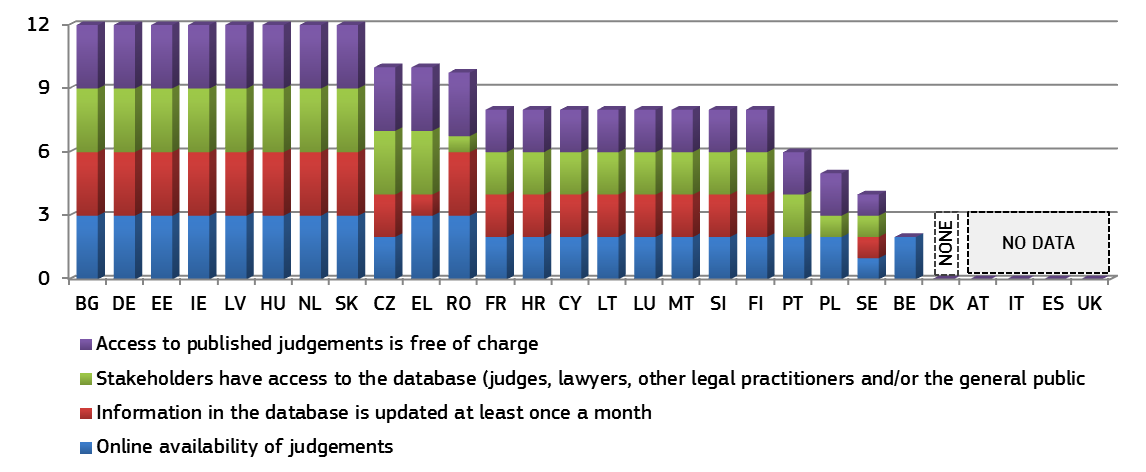 12
9
6
3
0
NONE
NO DATA
BG DE EE IE LV HU NL SK CZ EL RO FR HR CY LT LU MT SI FI PT PL SE BE DK AT IT ES UK
Access to published judgements is free of charge
Stakeholders have access to the database (judges, lawyers, other legal practitioners and/or the general public
Information in the database is updated at least once a month
Online availability of judgements